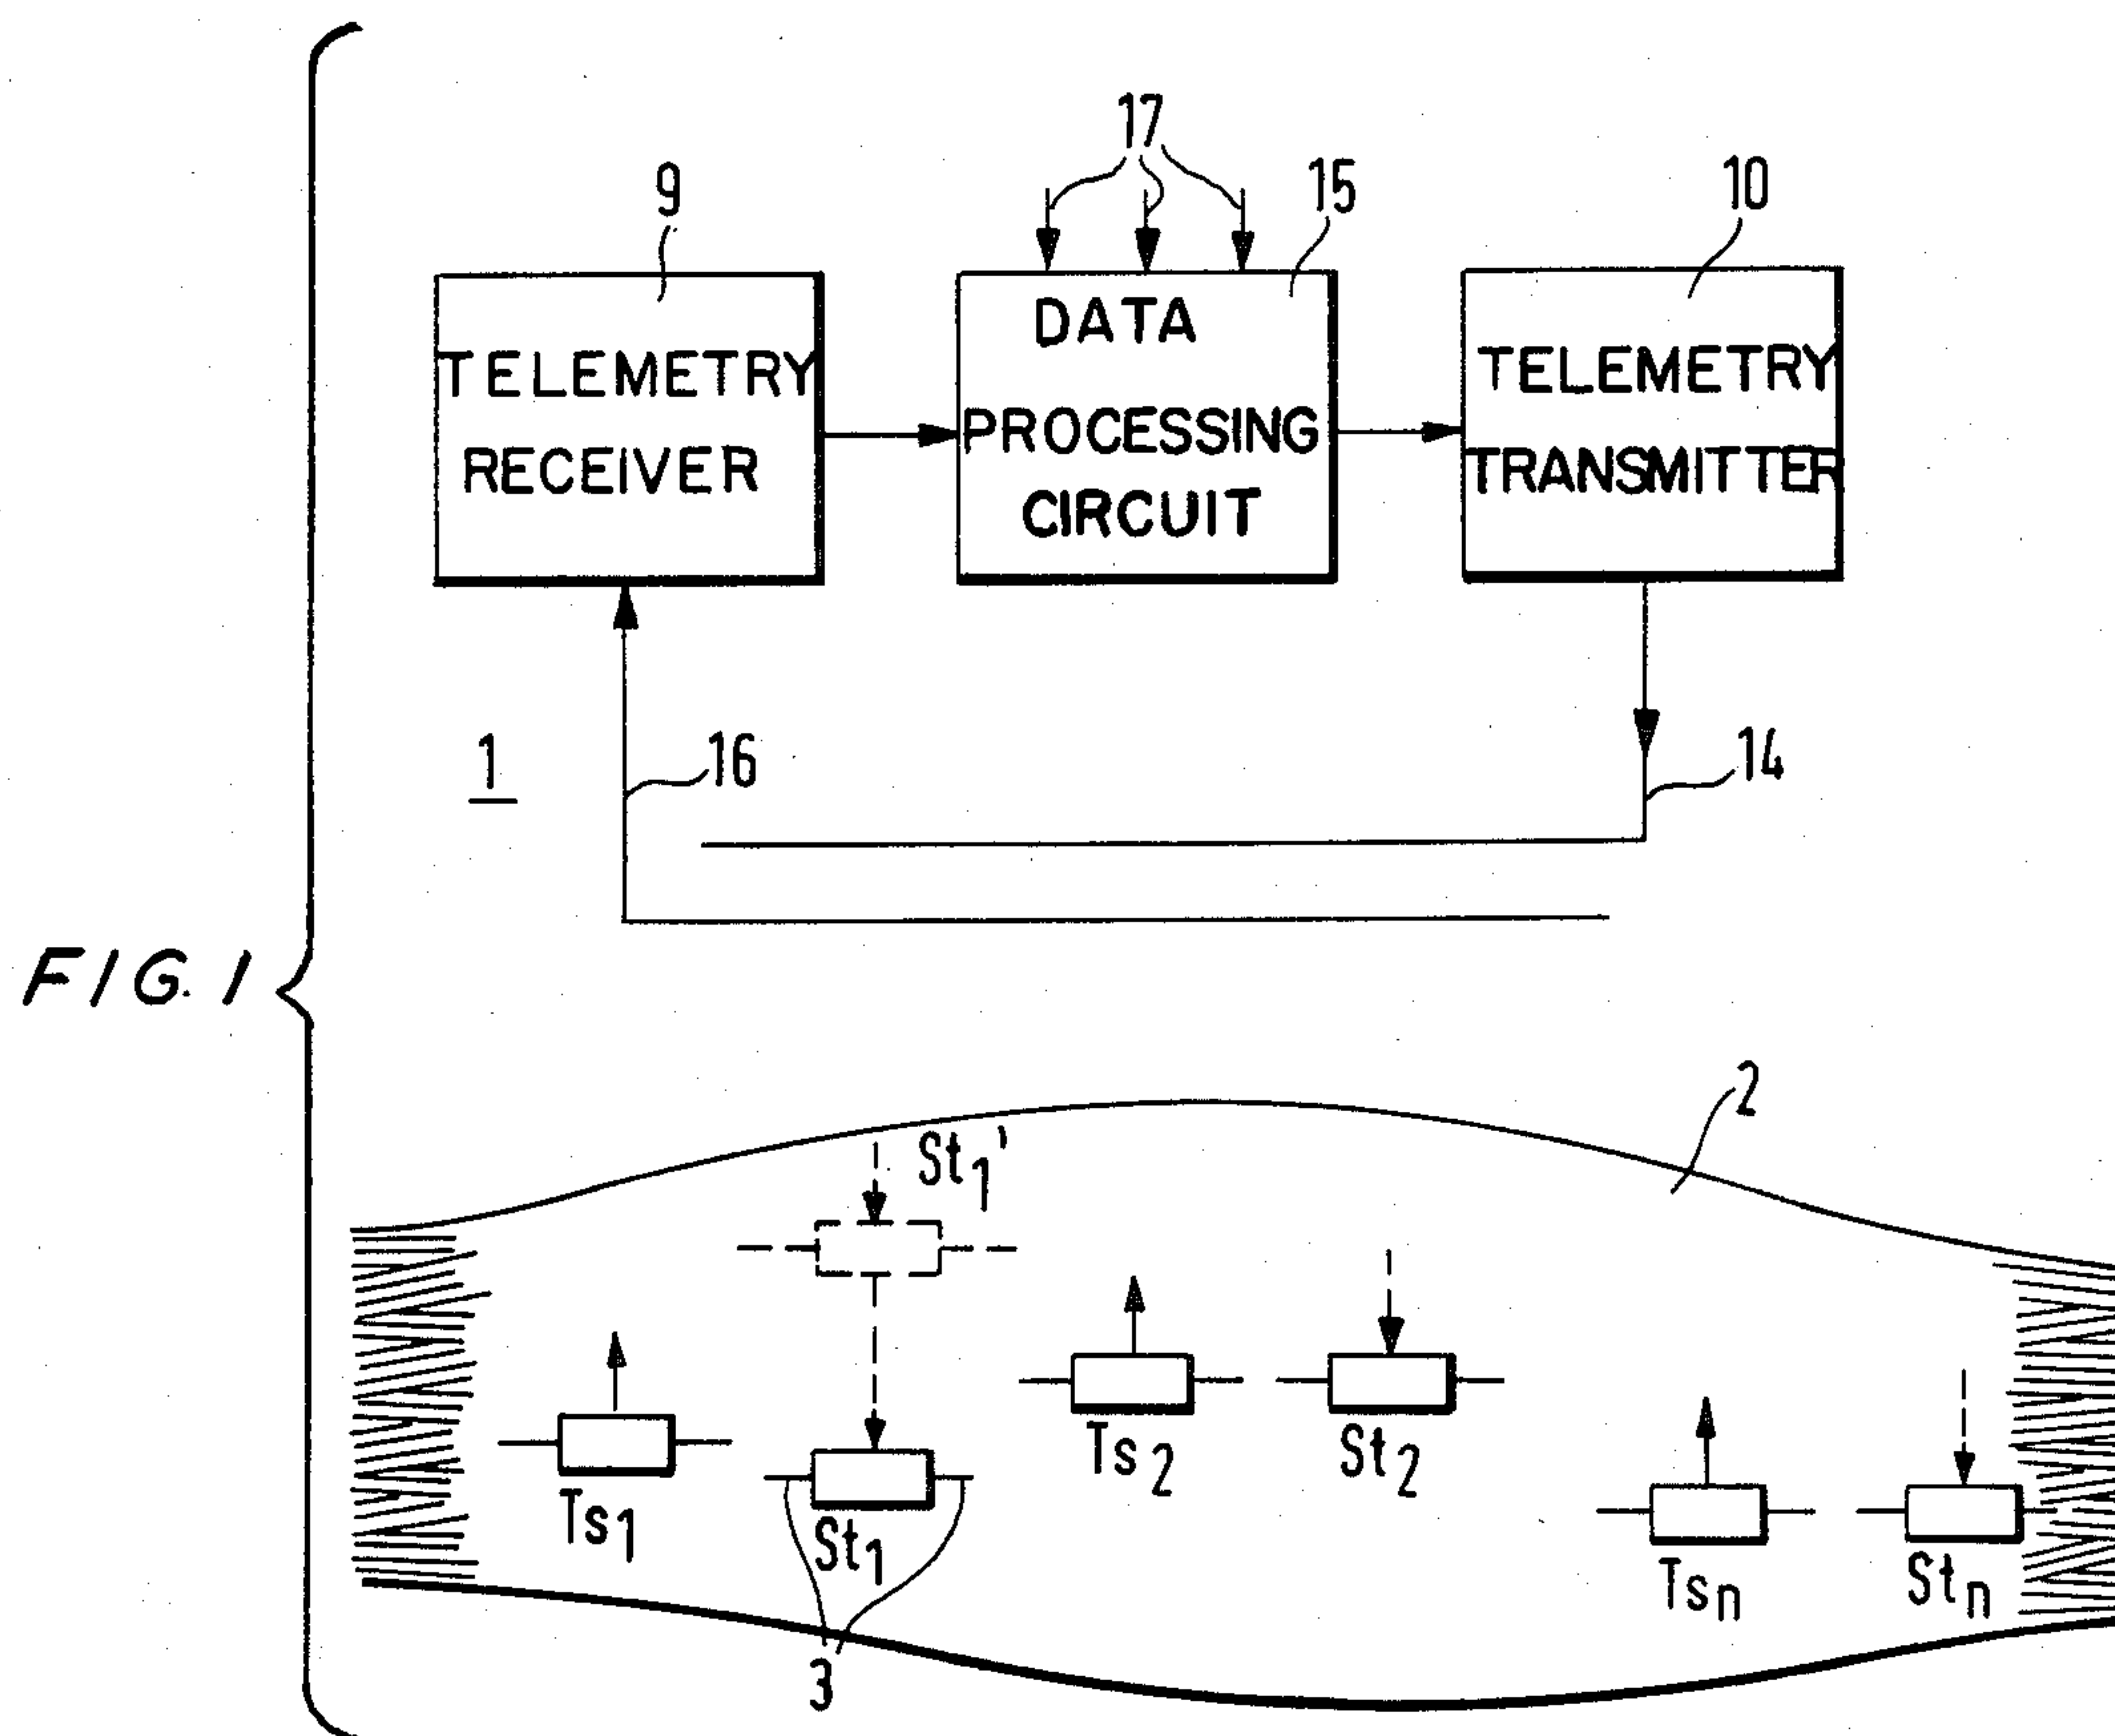 17
9
15
10
TELEMETRY
RECEIVER
DATA
PROCESSING
CIRCUIT
TELEMETRY
TRANSMITTER
1
16
14
FIG. 1
2
St1'
Ts1
St1
Ts2
St2
Tsn
Stn
3